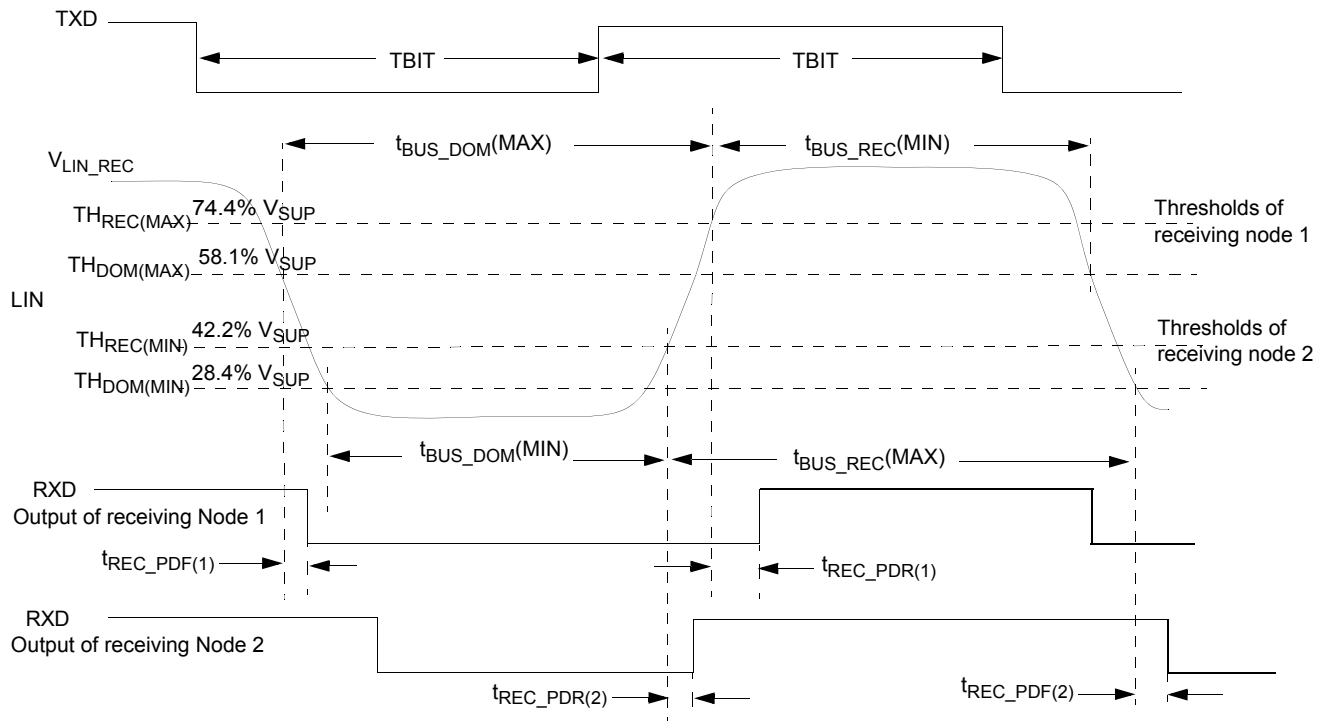 TXD
TBIT
TBIT
tBUS_DOM(MAX)
tBUS_REC(MIN)
VLIN_REC
THREC(MAX) 74.4% VSUP
Thresholds of
receiving node 1
THDOM(MAX) 58.1% VSUP
LIN
THREC(MIN) 42.2% VSUP
Thresholds of
receiving node 2
THDOM(MIN) 28.4% VSUP
tBUS_DOM(MIN)
tBUS_REC(MAX)
RXD
Output of receiving Node 1
tREC_PDF(1)
tREC_PDR(1)
RXD
Output of receiving Node 2
tREC_PDR(2)
tREC_PDF(2)